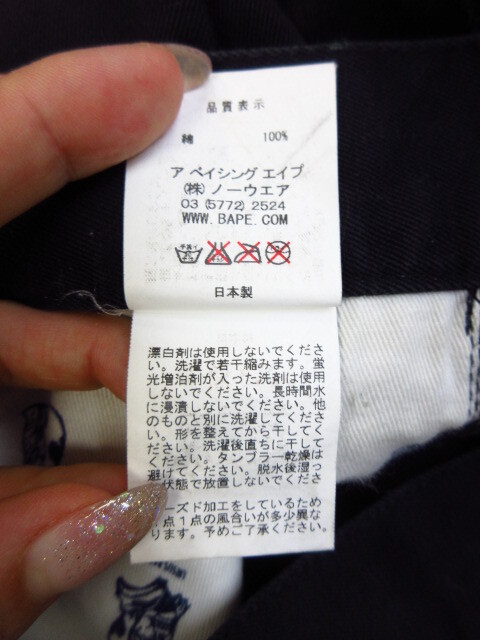 品質表示
綿 100%
ア ベイシング エイプ
(株) ノーウエア
03 (5772) 2524
WWW.BAPE.COM
日本製
漂白剤は使用しないでくださ
い。洗濯で若干縮みます。蛍
光増泊剤が入った洗剤は使用
しないでください。長時間水
に浸漬しないでください。他
のものと別に洗濯してくださ
い。形を整えてから干してく
ださい。洗濯後直ちに干して
ください。タンブラー乾燥は
避けてください。脱水後湿っ
状態で放置しないでくださ
ーズド加工をしているため
点1点の風合いが多少異な
ります。予めご了承ください。